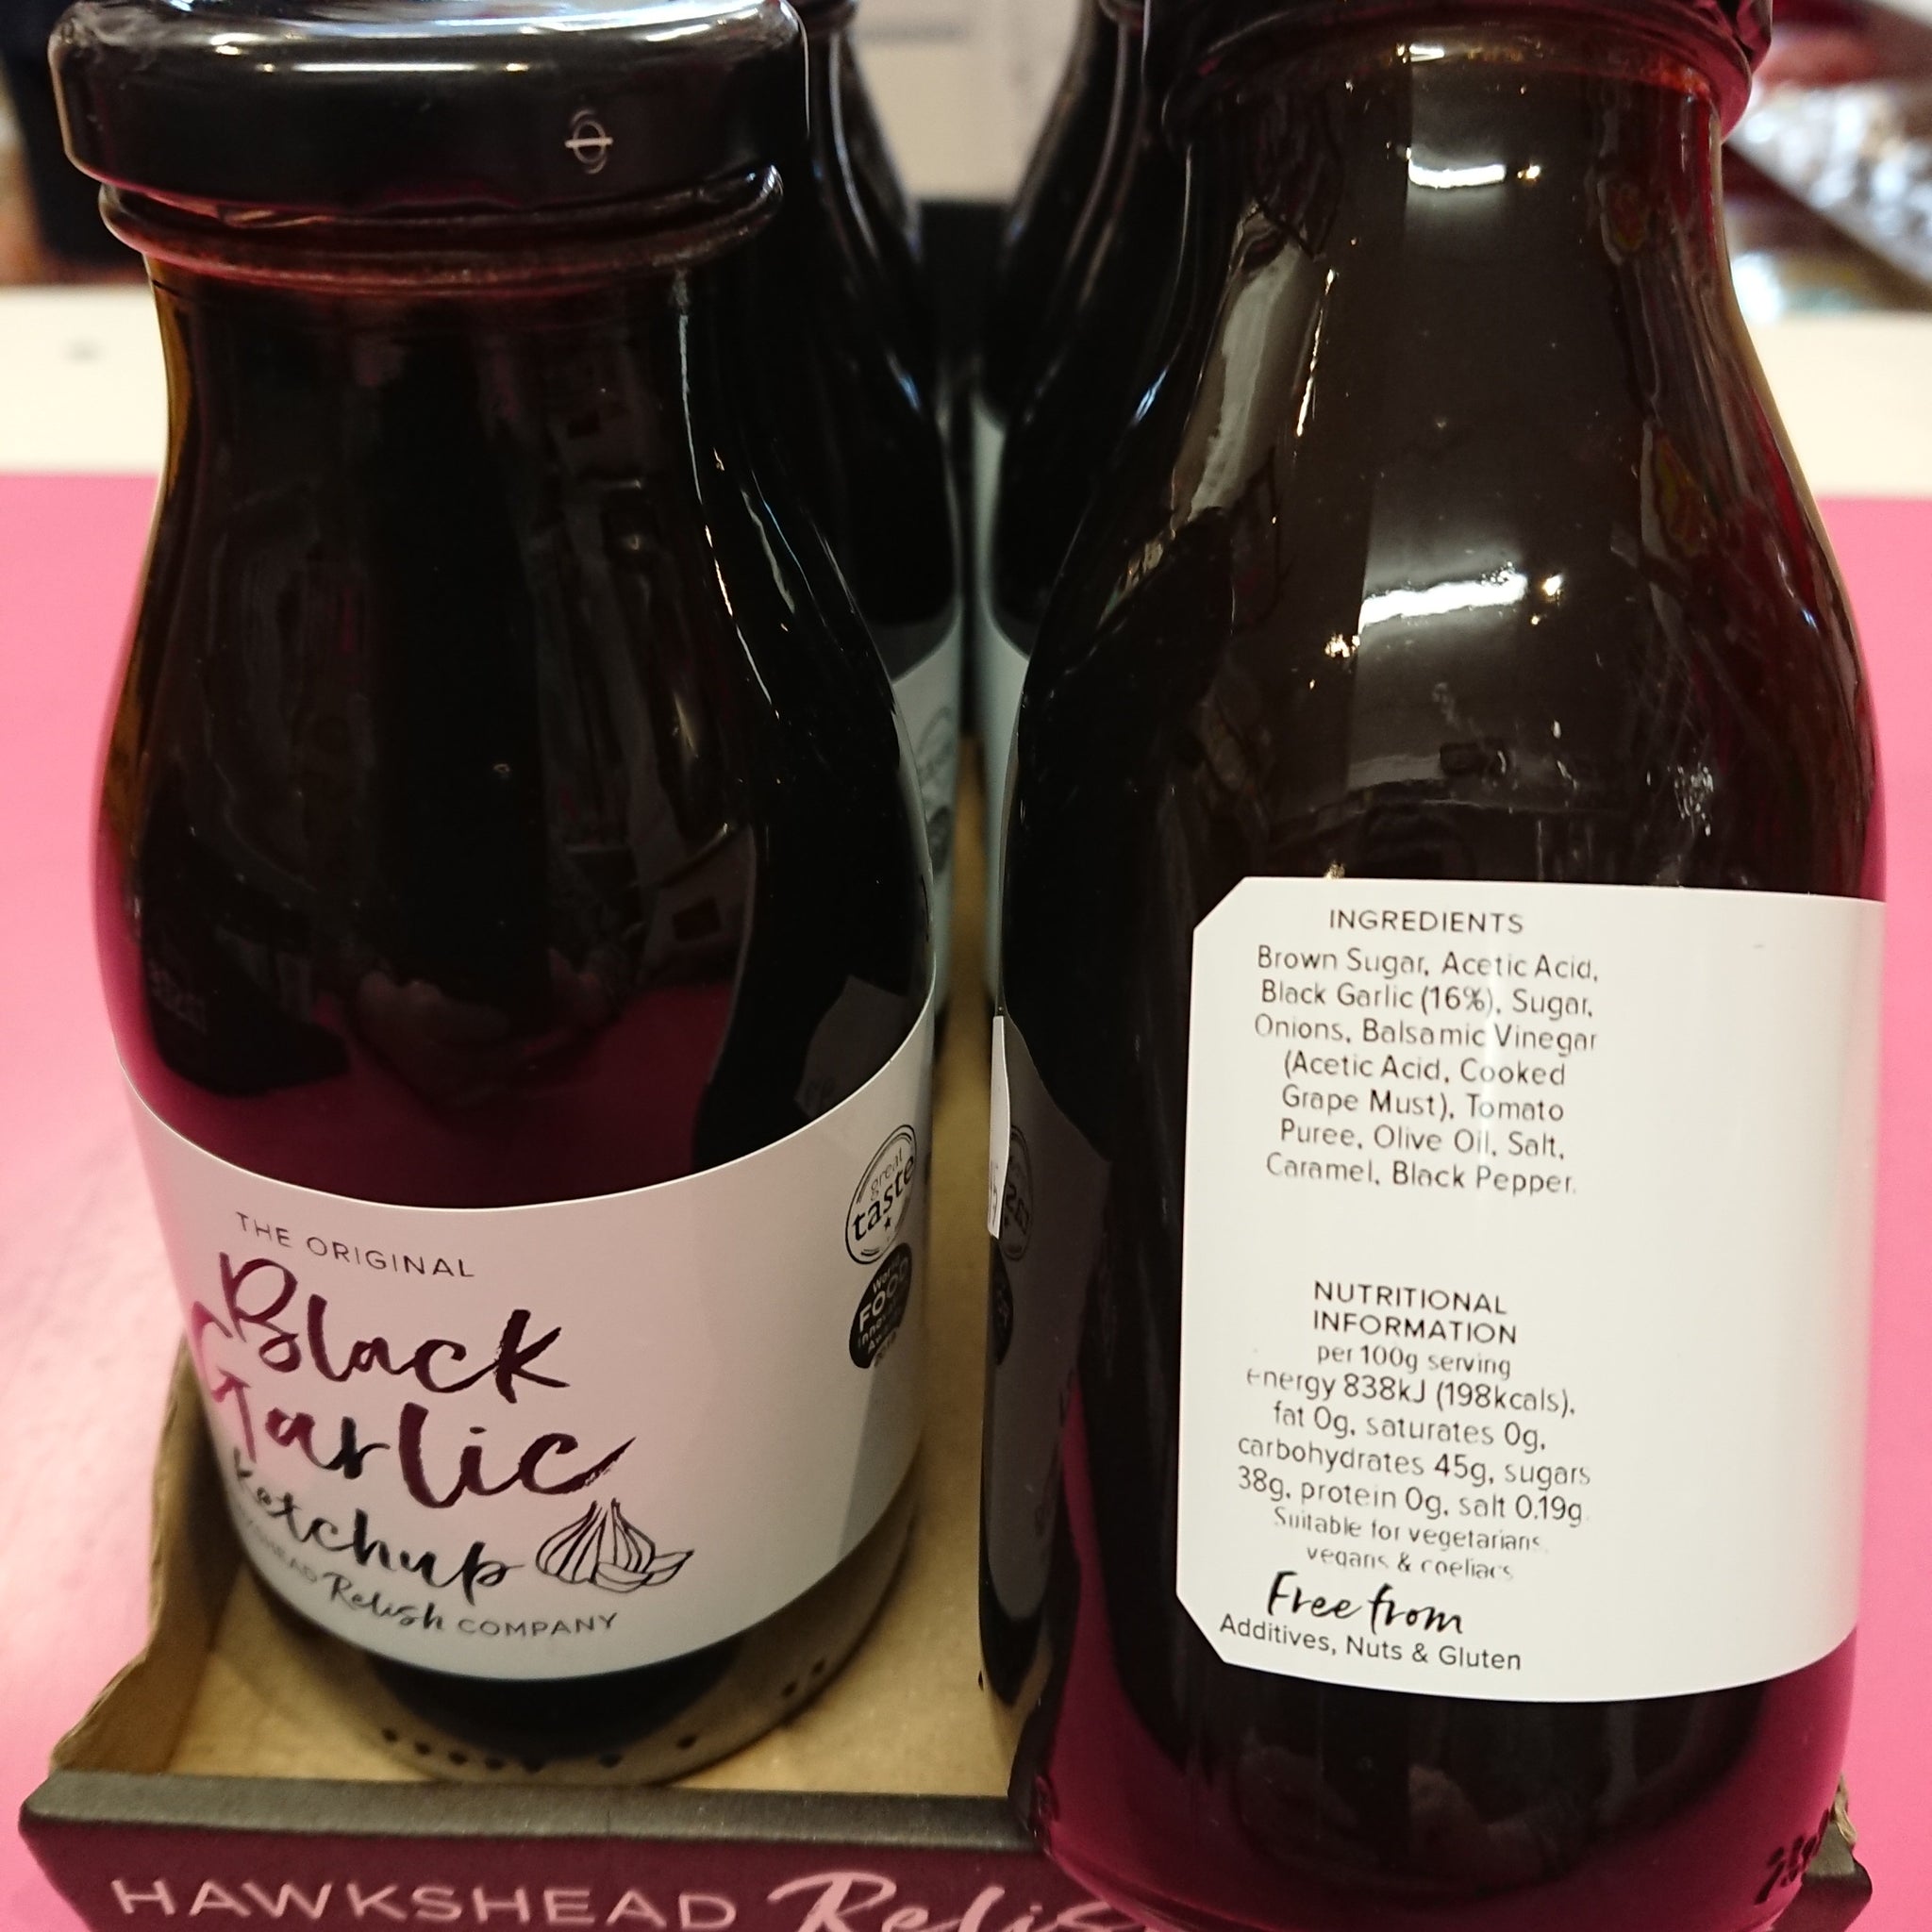 THE ORIGINAL
Black
Garlic
Ketchup
Relish COMPANY
great
taste
FOOD
INGREDIENTS
Brown Sugar, Acetic Acid,
Black Garlic (16%), Sugar,
Onions, Balsamic Vinegar
(Acetic Acid, Cooked
Grape Must), Tomato
Puree, Olive Oil, Salt,
Caramel, Black Pepper.
NUTRITIONAL
INFORMATION
per 100g serving
energy 838kJ (198kcals),
fat 0g, saturates 0g,
carbohydrates 45g, sugars
38g, protein 0g, salt 0.19g
Suitable for vegetarians,
vegans & coeliacs
Free from
Additives, Nuts & Gluten
HAWKSHEAD Relis